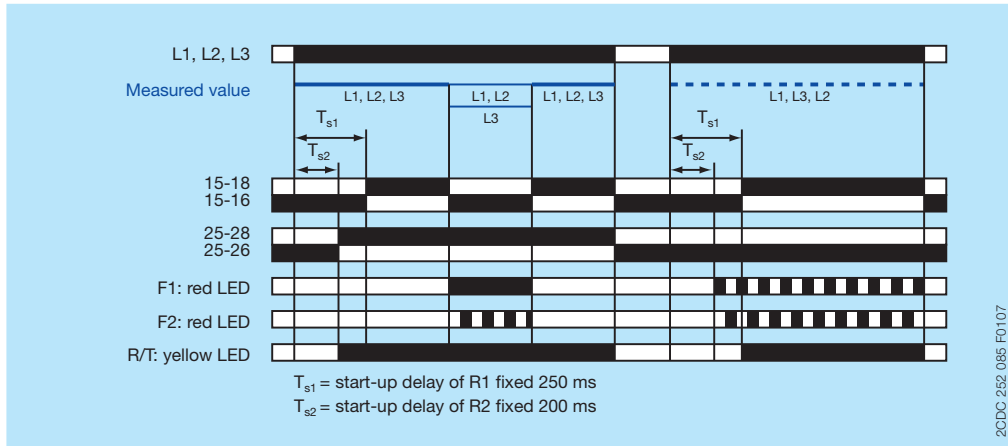 L1, L2, L3
Measured value
L1, L2, L3
L1, L2
L1, L2, L3
L3
L1, L3, L2
Ts1
Ts1
Ts2
Ts2
15-18
15-16
25-28
25-26
F1: red LED
F2: red LED
R/T: yellow LED
Ts1 = start-up delay of R1 fixed 250 ms
Ts2 = start-up delay of R2 fixed 200 ms
2CDC 252 085 F0107